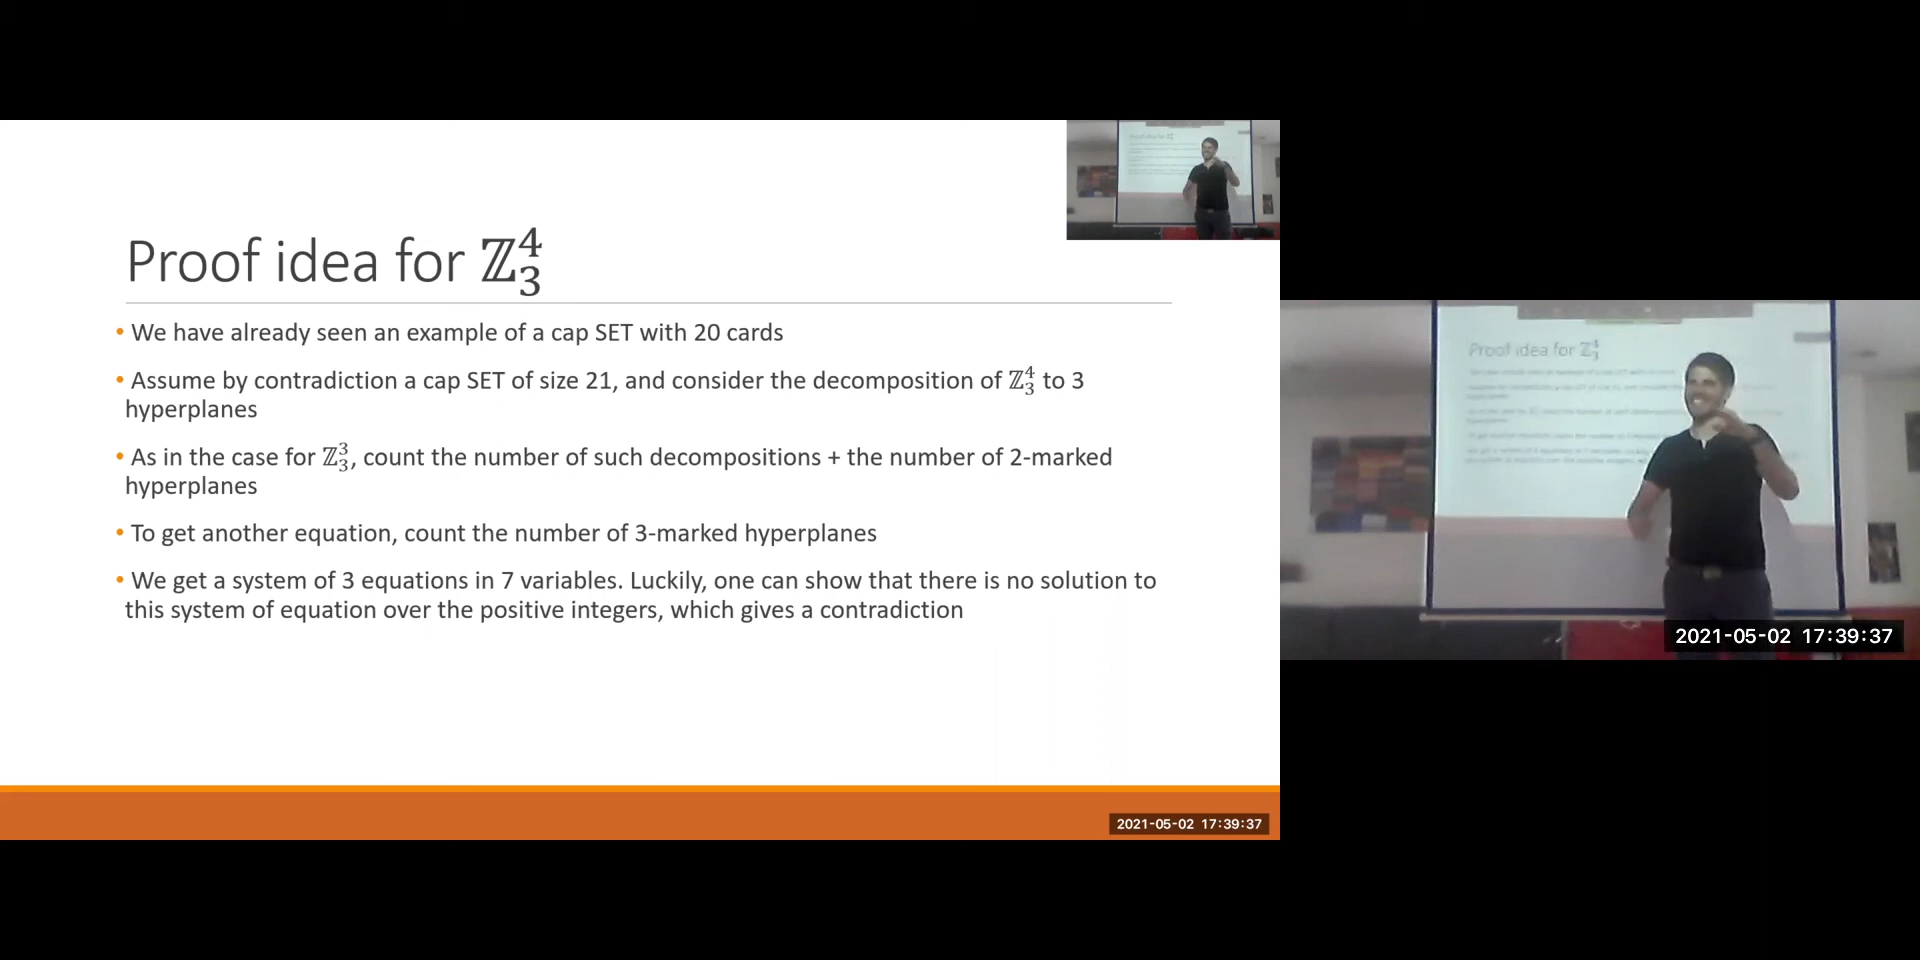 Proof idea for ℤ₃⁴
• We have already seen an example of a cap SET with 20 cards
• Assume by contradiction a cap SET of size 21, and consider the decomposition of ℤ₃⁴ to 3
hyperplanes
• As in the case for ℤ₃³, count the number of such decompositions + the number of 2-marked
hyperplanes
• To get another equation, count the number of 3-marked hyperplanes
• We get a system of 3 equations in 7 variables. Luckily, one can show that there is no solution to
this system of equation over the positive integers, which gives a contradiction
2021-05-02 17:39:37
Proof idea for ℤ₃⁴
2021-05-02 17:39:37